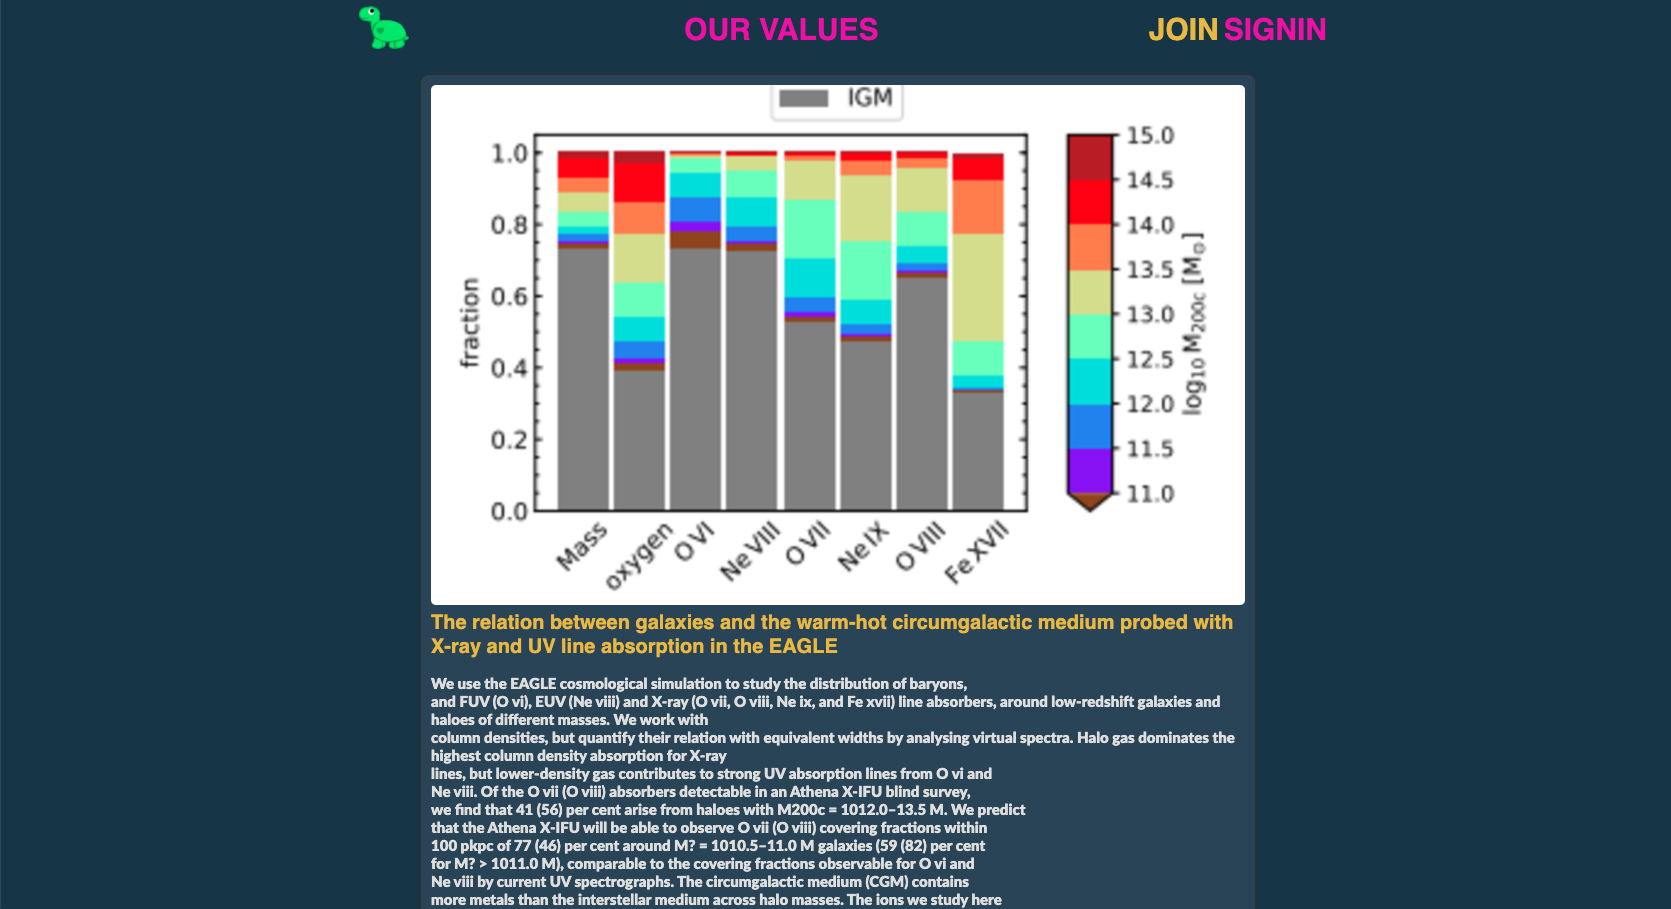 OUR VALUES
JOIN SIGNIN
IGM
1.0
0.8
0.6
0.4
0.2
0.0
fraction
Mass
oxygen
O VI
Ne VIII
O VII
Ne IX
O VIII
Fe XVII
15.0
14.5
14.0
13.5
13.0
12.5
12.0
11.5
11.0
log₁₀ M₂₀₀c [M⊙]
The relation between galaxies and the warm-hot circumgalactic medium probed with
X-ray and UV line absorption in the EAGLE
We use the EAGLE cosmological simulation to study the distribution of baryons,
and FUV (O vi), EUV (Ne viii) and X-ray (O vii, O viii, Ne ix, and Fe xvii) line absorbers, around low-redshift galaxies and
haloes of different masses. We work with
column densities, but quantify their relation with equivalent widths by analysing virtual spectra. Halo gas dominates the
highest column density absorption for X-ray
lines, but lower-density gas contributes to strong UV absorption lines from O vi and
Ne viii. Of the O vii (O viii) absorbers detectable in an Athena X-IFU blind survey,
we find that 41 (56) per cent arise from haloes with M200c = 1012.0–13.5 M. We predict
that the Athena X-IFU will be able to observe O vii (O viii) covering fractions within
100 pkpc of 77 (46) per cent around M? = 1010.5–11.0 M galaxies (59 (82) per cent
for M? > 1011.0 M), comparable to the covering fractions observable for O vi and
Ne viii by current UV spectrographs. The circumgalactic medium (CGM) contains
more metals than the interstellar medium across halo masses. The ions we study here